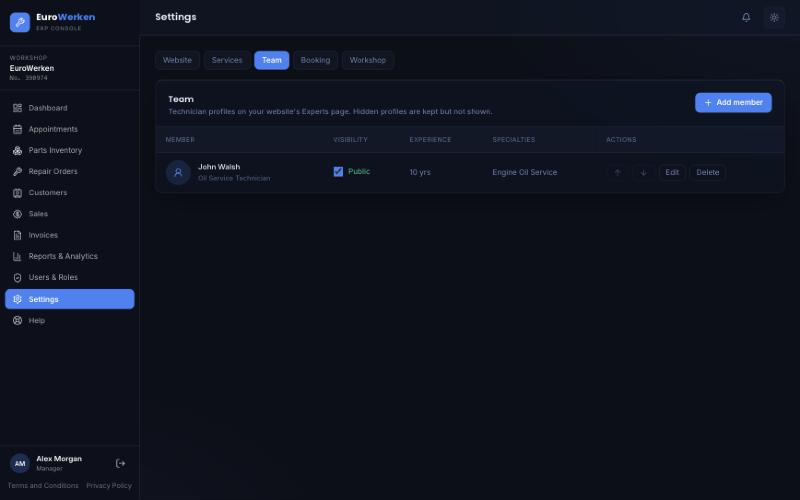 EuroWerken
EXP CONSOLE
WORKSHOP
EuroWerken
No. 390974
Dashboard
Appointments
Parts Inventory
Repair Orders
Customers
Sales
Invoices
Reports & Analytics
Users & Roles
Settings
Help
AM
Alex Morgan
Manager
Terms and Conditions Privacy Policy
Settings
Website Services Team Booking Workshop
Team
Technician profiles on your website's Experts page. Hidden profiles are kept but not shown.
Add member
MEMBER VISIBILITY EXPERIENCE SPECIALTIES ACTIONS
John Walsh
Oil Service Technician
Public 10 yrs Engine Oil Service Edit Delete